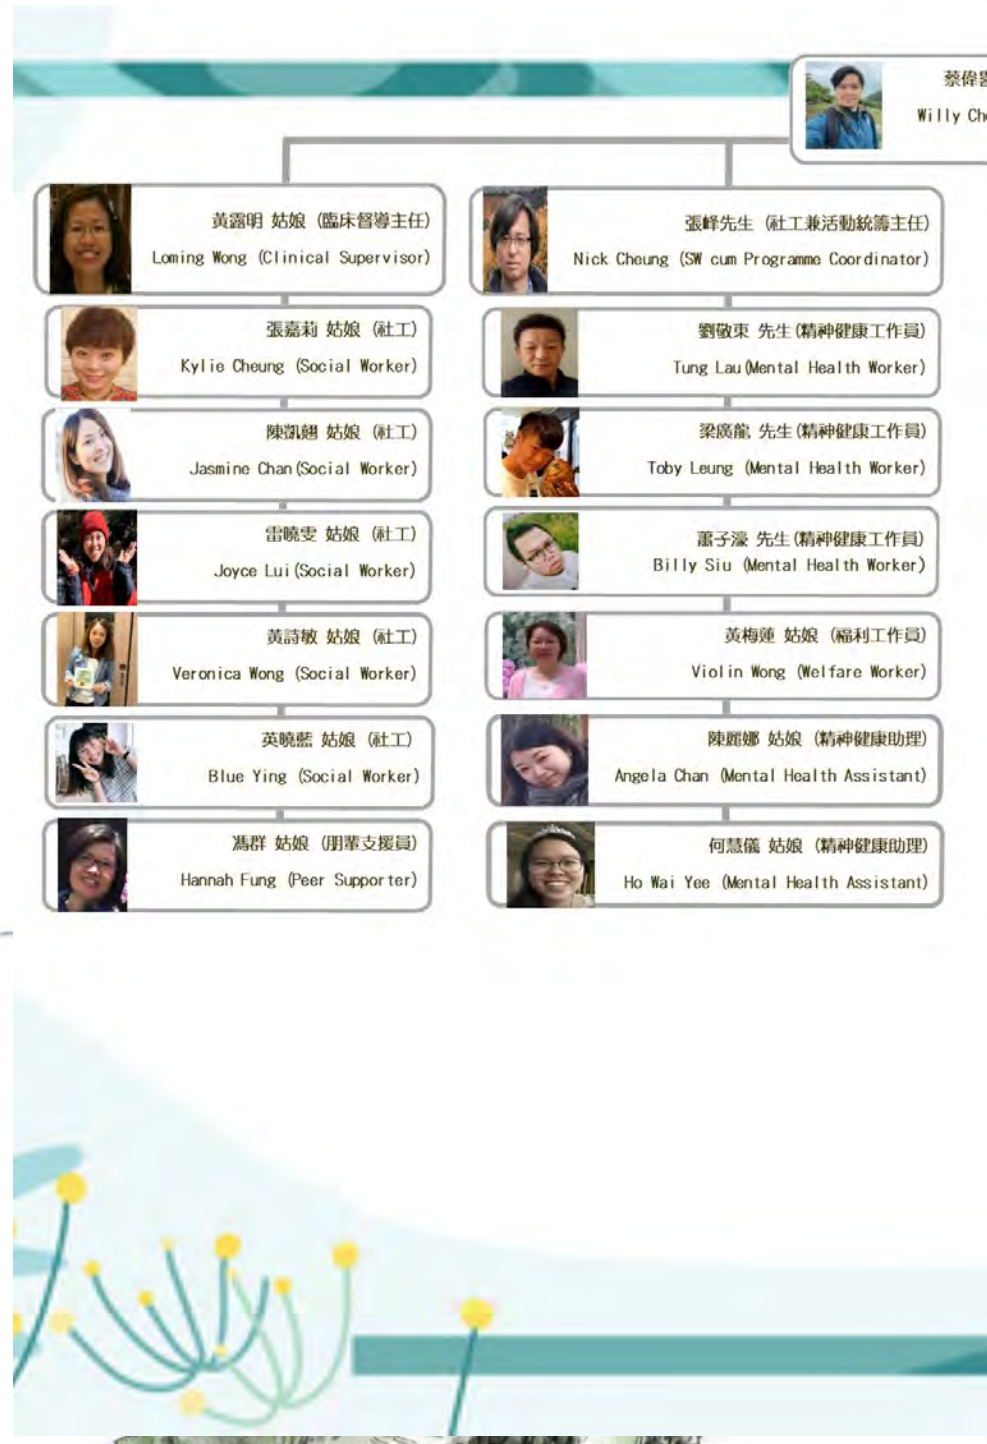 蔡偉
Willy Ch
黃露明 姑娘 (臨床督導主任)
Loming Wong (Clinical Supervisor)
張嘉莉 姑娘 (社工)
Kylie Cheung (Social Worker)
陳凱翹 姑娘 (社工)
Jasmine Chan(Social Worker)
雷曉雯 姑娘 (社工)
Joyce Lui(Social Worker)
黃詩敏 姑娘 (社工)
Veronica Wong (Social Worker)
英曉藍 姑娘 (社工)
Blue Ying (Social Worker)
馮群 姑娘 (朋輩支援員)
Hannah Fung (Peer Supporter)
張峰先生 (社工兼活動統籌主任)
Nick Cheung (SW cum Programme Coordinator)
劉敬東 先生(精神健康工作員)
Tung Lau(Mental Health Worker)
梁廣龍 先生(精神健康工作員)
Toby Leung (Mental Health Worker)
蕭子濠 先生(精神健康工作員)
Billy Siu (Mental Health Worker)
黃梅蓮 姑娘 (福利工作員)
Violin Wong (Welfare Worker)
陳麗娜 姑娘 (精神健康助理)
Angela Chan (Mental Health Assistant)
何慧儀 姑娘 (精神健康助理)
Ho Wai Yee (Mental Health Assistant)